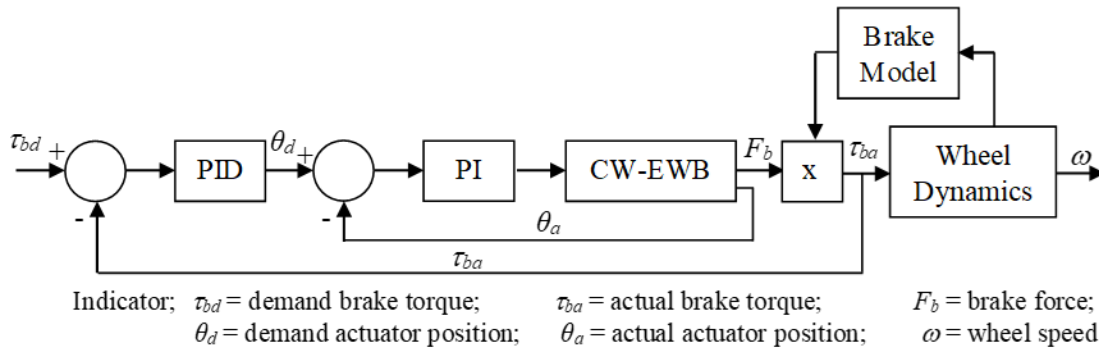 Brake
Model
τbd + PID θd + PI CW-EWB Fb x τba Wheel
Dynamics ω
- - θa
τba
Indicator; τbd = demand brake torque; τba = actual brake torque; Fb = brake force;
θd = demand actuator position; θa = actual actuator position; ω = wheel speed